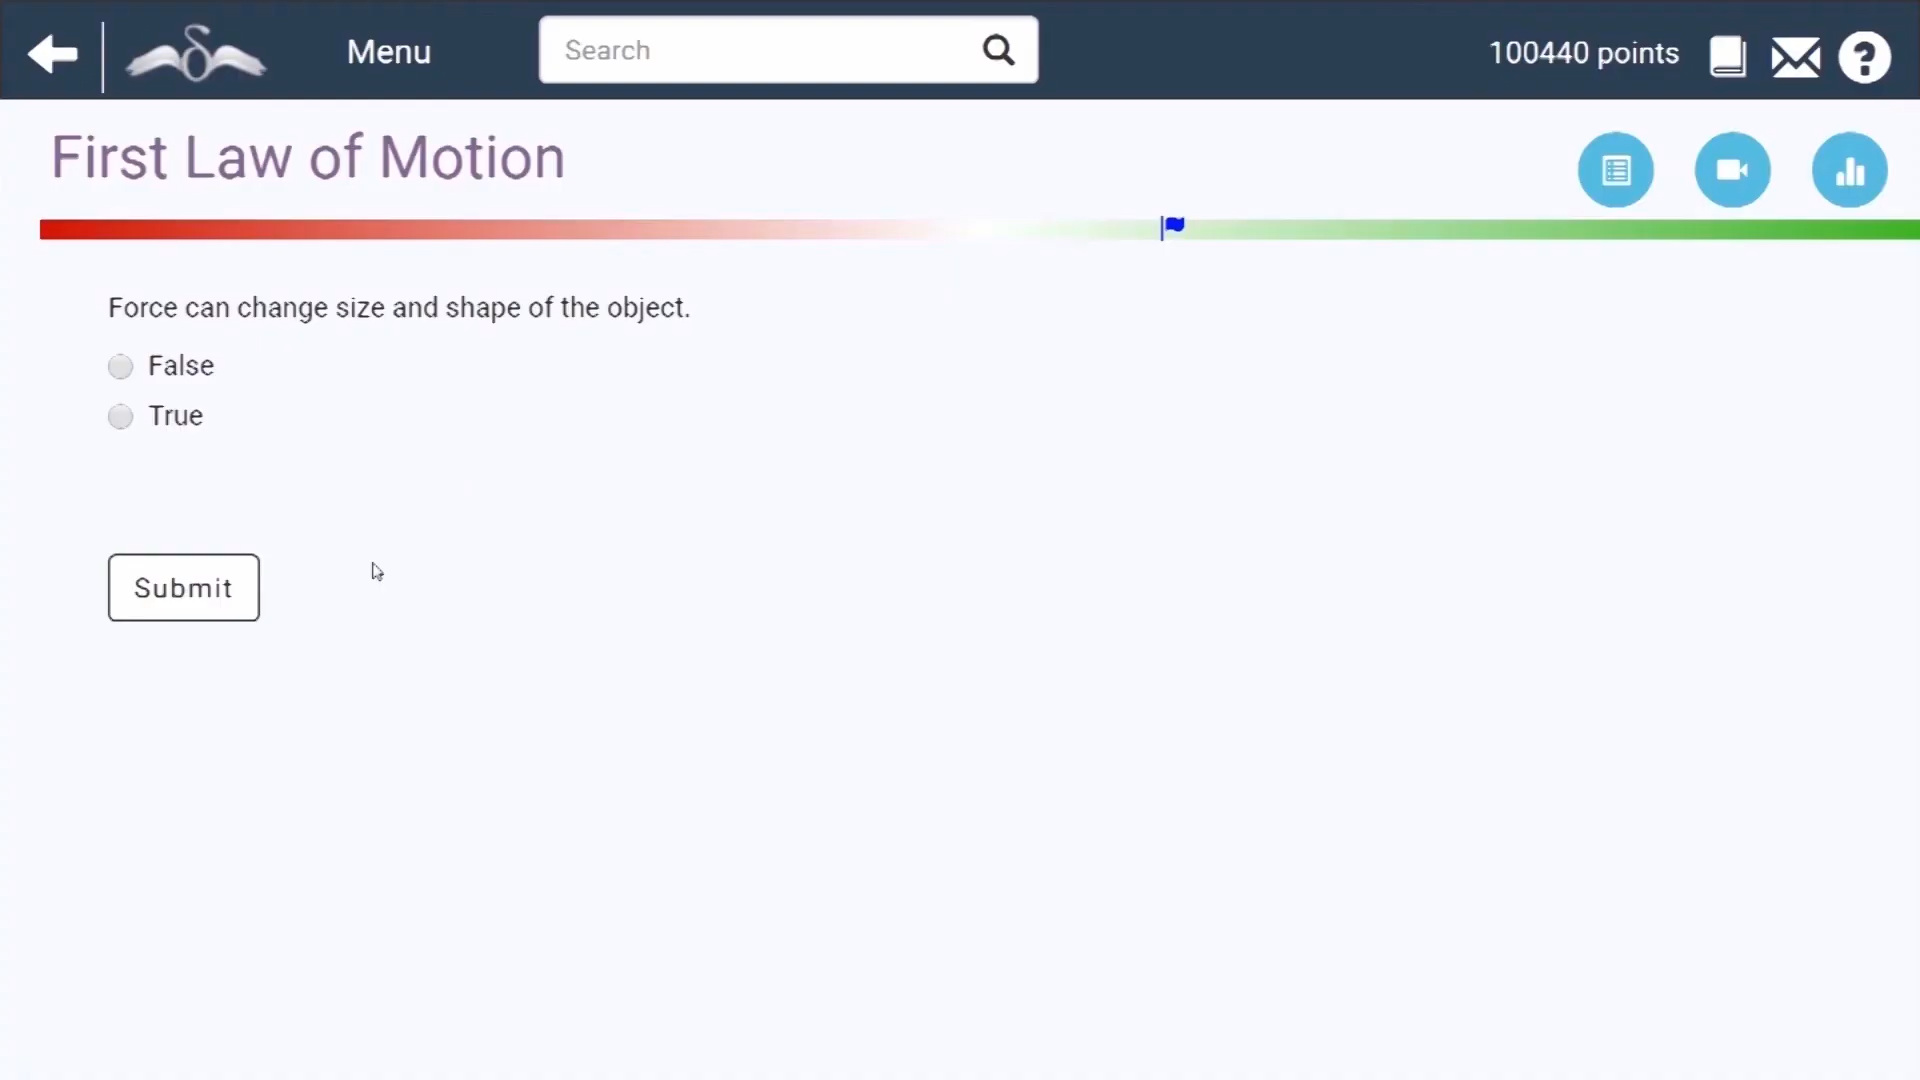 Menu
Search
100440 points
First Law of Motion
Force can change size and shape of the object.
False
True
Submit